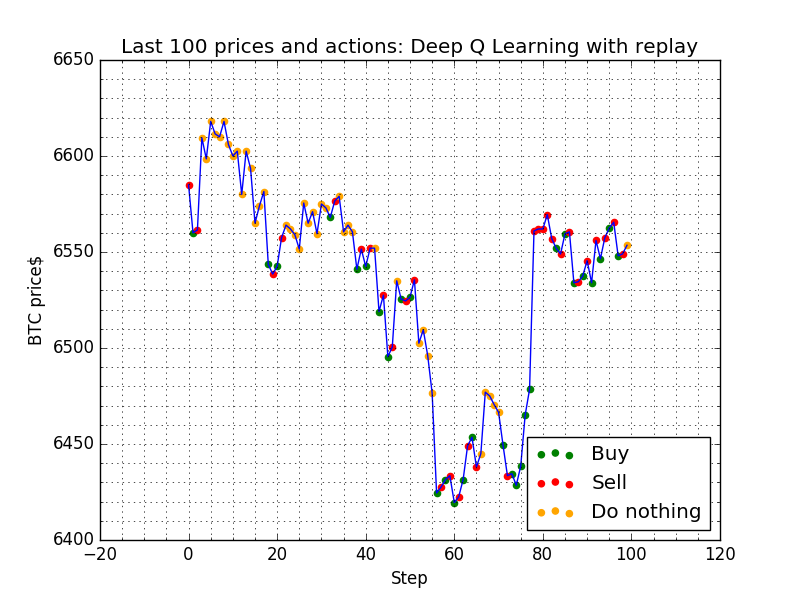 Last 100 prices and actions: Deep Q Learning with replay
6650
6600
6550
6500
6450
6400
BTC price$
Buy
Sell
Do nothing
−20 0 20 40 60 80 100 120
Step